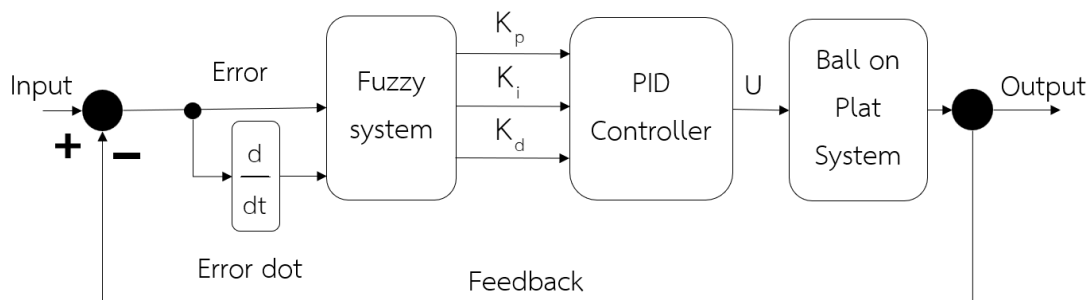 Input
+
−
Error
d
dt
Error dot
Fuzzy
system
Kp
Ki
Kd
PID
Controller
U
Ball on
Plat
System
Output
Feedback